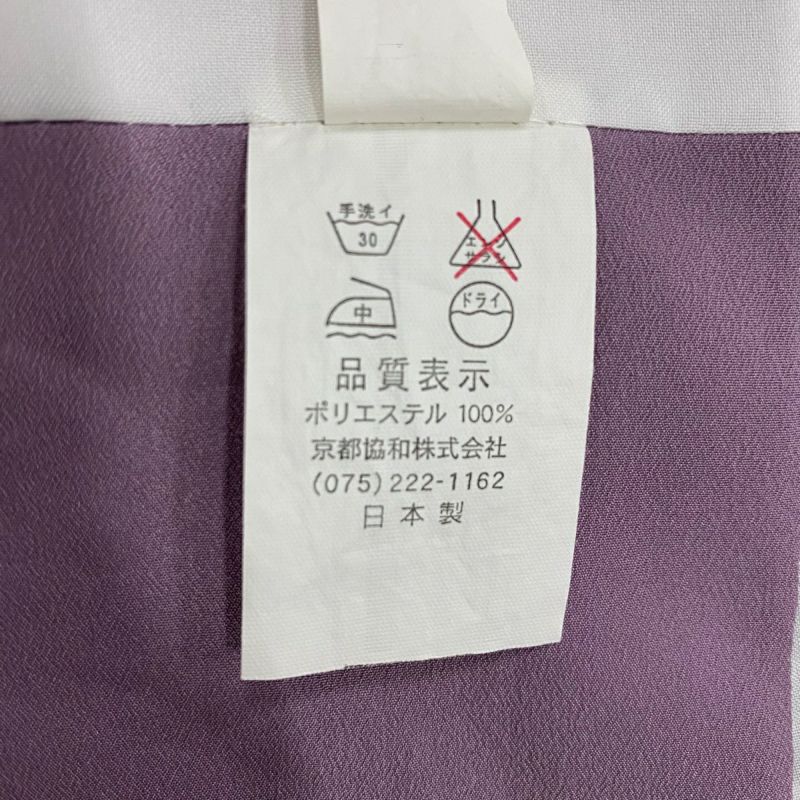 手洗イ
30
エンソ
サラシ
中
ドライ
品質表示
ポリエステル 100%
京都協和株式会社
(075)222-1162
日本製